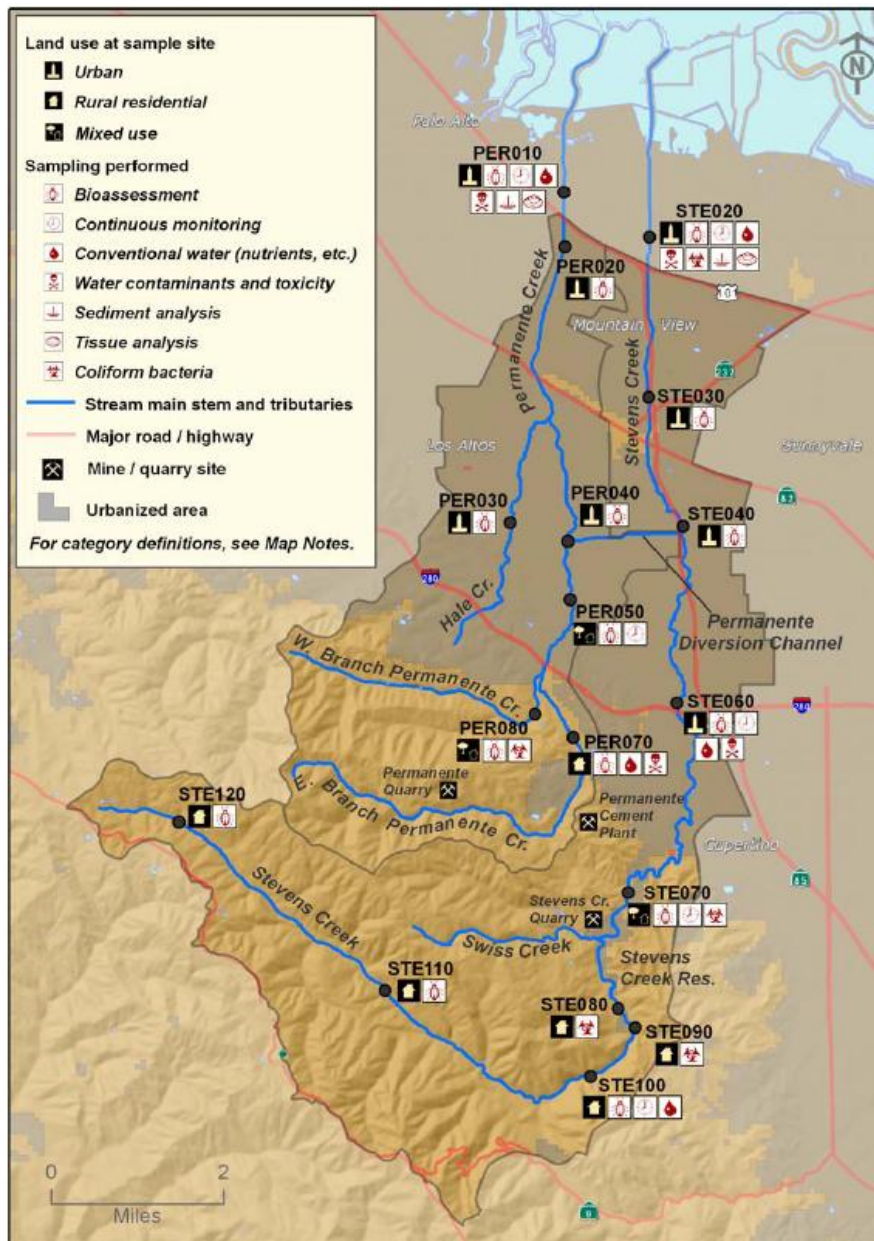 Land use at sample site
Urban
Rural residential
Mixed use
Sampling performed
Bioassessment
Continuous monitoring
Conventional water (nutrients, etc.)
Water contaminants and toxicity
Sediment analysis
Tissue analysis
Coliform bacteria
Stream main stem and tributaries
Major road / highway
Mine / quarry site
Urbanized area
For category definitions, see Map Notes.
N
Palo Alto
PER010
STE020
PER020
101
Permanente Creek
Mountain View
Stevens Creek
237
STE030
Los Altos
Sunnyvale
82
PER030
PER040
STE040
280
Hale Cr.
PER050
Permanente
Diversion Channel
W. Branch Permanente Cr.
STE060
280
PER080
PER070
Permanente
Quarry
E. Branch Permanente Cr.
Permanente
Cement
Plant
STE120
Cupertino
85
Stevens Creek
Stevens Cr.
Quarry
STE070
Swiss Creek
Stevens
Creek Res.
STE110
STE080
STE090
STE100
0 2
Miles
9